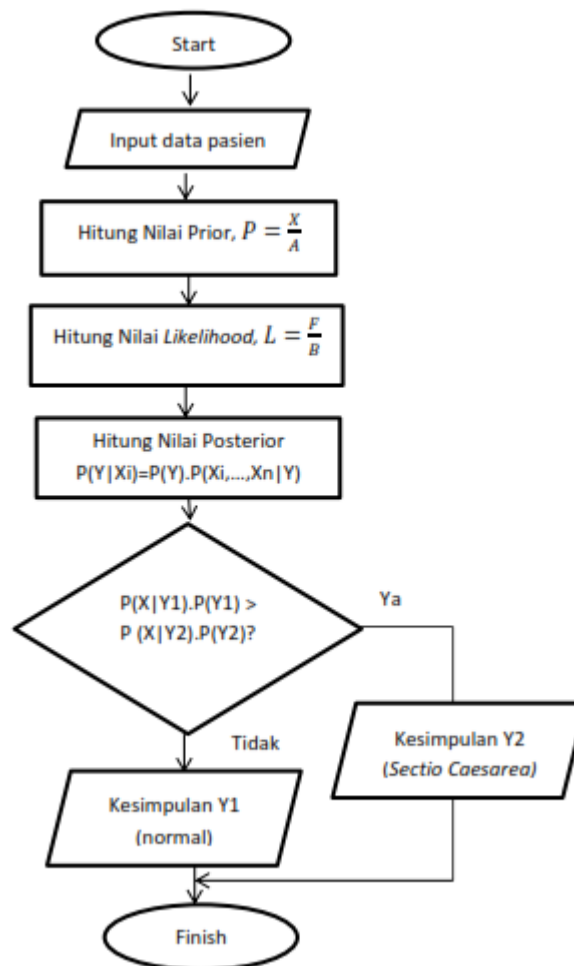 Start
Input data pasien
Hitung Nilai Prior, P = X/A
Hitung Nilai Likelihood, L = F/B
Hitung Nilai Posterior
P(Y|Xi)=P(Y).P(Xi,...,Xn|Y)
P(X|Y1).P(Y1) >
P (X|Y2).P(Y2)?
Ya
Tidak
Kesimpulan Y2
(Sectio Caesarea)
Kesimpulan Y1
(normal)
Finish